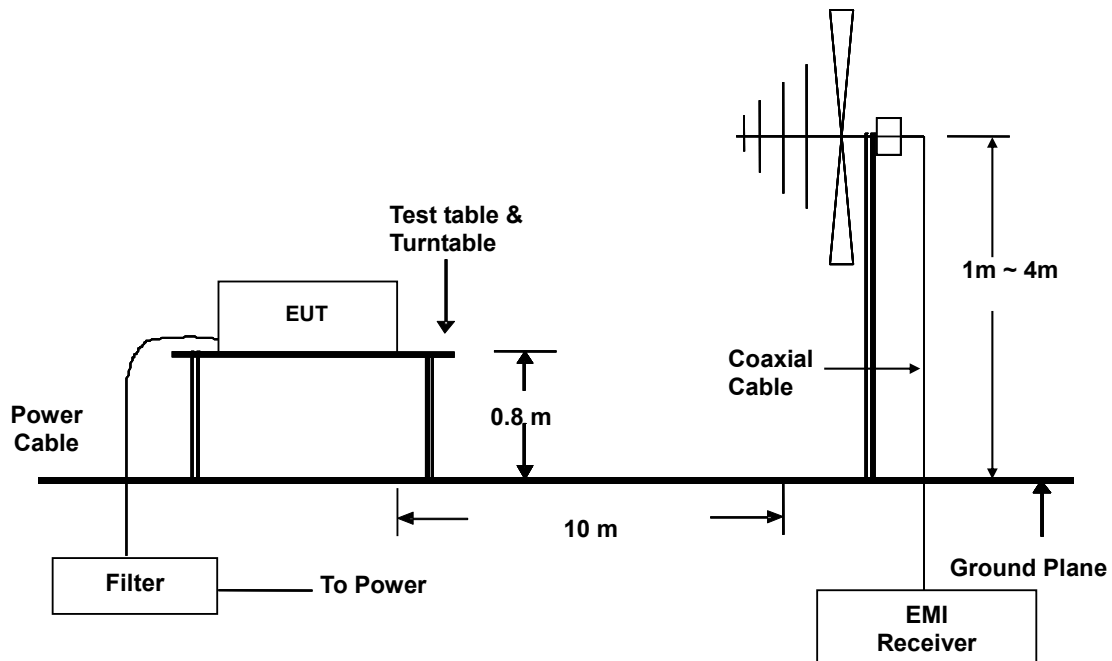 Test table &
Turntable
EUT
1m ~ 4m
Coaxial
Cable
0.8 m
Power
Cable
10 m
Filter
To Power
Ground Plane
EMI
Receiver